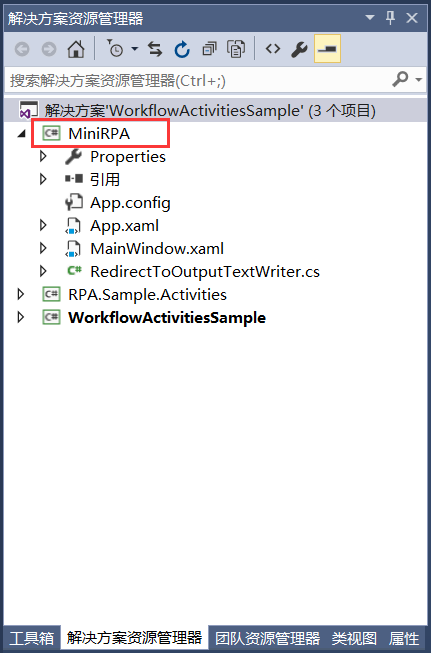 解决方案资源管理器
搜索解决方案资源管理器(Ctrl+;)
解决方案'WorkflowActivitiesSample' (3 个项目)
C# MiniRPA
Properties
引用
App.config
App.xaml
MainWindow.xaml
C# RedirectToOutputTextWriter.cs
C# RPA.Sample.Activities
C# WorkflowActivitiesSample
工具箱 解决方案资源管理器 团队资源管理器 类视图 属性